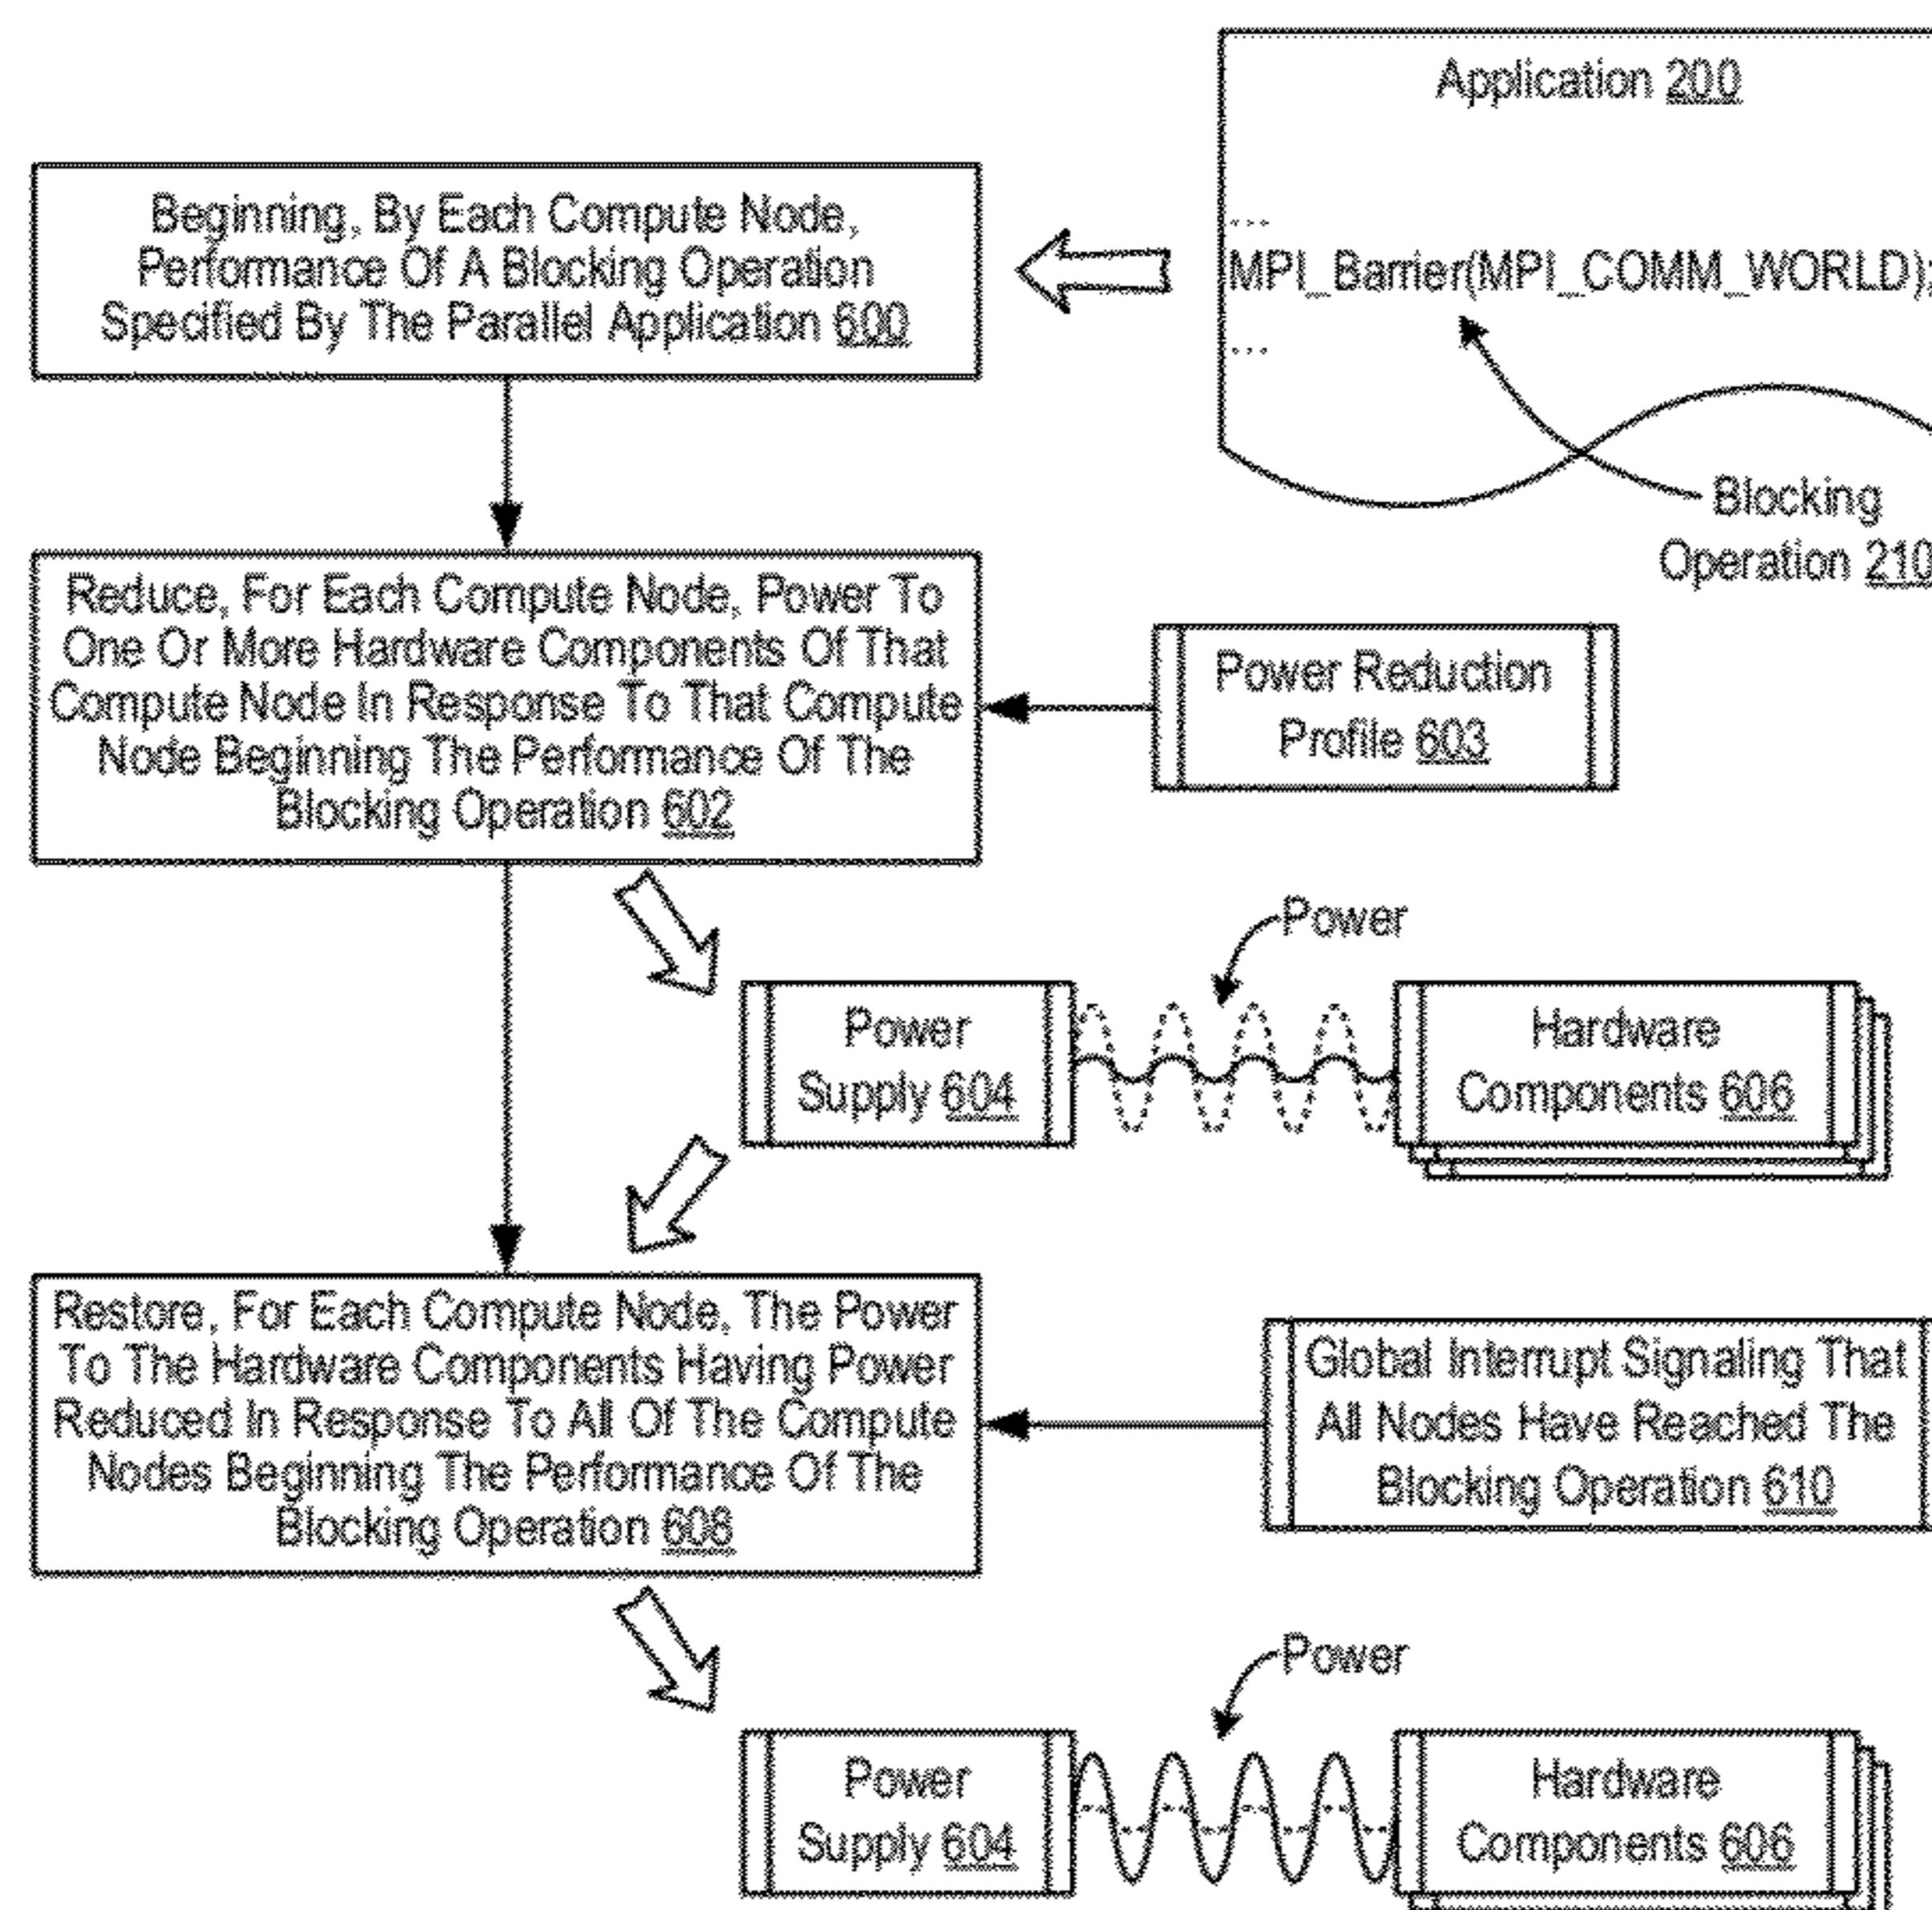 Application 200
...
MPI_Barrier(MPI_COMM_WORLD);
...
Blocking
Operation 210
Beginning, By Each Compute Node,
Performance Of A Blocking Operation
Specified By The Parallel Application 600
Reduce, For Each Compute Node, Power To
One Or More Hardware Components Of That
Compute Node In Response To That Compute
Node Beginning The Performance Of The
Blocking Operation 602
Power Reduction
Profile 603
Power
Power
Supply 604
Hardware
Components 606
Restore, For Each Compute Node, The Power
To The Hardware Components Having Power
Reduced In Response To All Of The Compute
Nodes Beginning The Performance Of The
Blocking Operation 608
Global Interrupt Signaling That
All Nodes Have Reached The
Blocking Operation 610
Power
Power
Supply 604
Hardware
Components 606